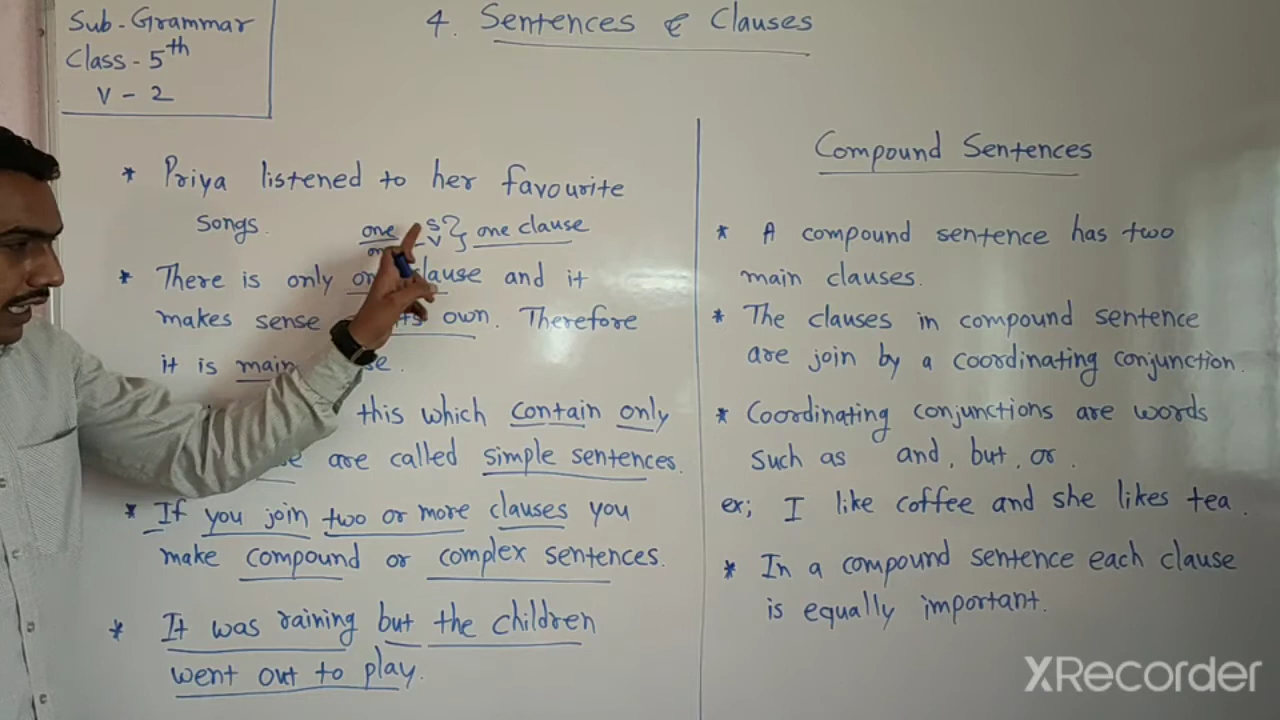 Sub-Grammar
Class - 5th
V - 2
4. Sentences & Clauses
* Priya listened to her favourite
songs.
one S } one clause
V
* There is only clause and it
makes sense own. Therefore
it is main
this which contain only
are called simple sentences.
* If you join two or more clauses you
make compound or complex sentences.
* It was raining but the children
went out to play.
Compound Sentences
* A compound sentence has two
main clauses.
* The clauses in compound sentence
are join by a coordinating conjunction.
* Coordinating conjunctions are words
such as and, but, or.
ex; I like coffee and she likes tea.
* In a compound sentence each clause
is equally important.
XRecorder